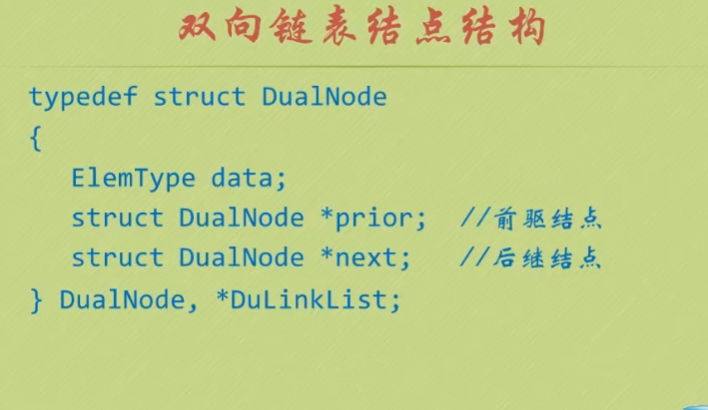 双向链表结点结构
typedef struct DualNode
{
ElemType data;
struct DualNode *prior; //前驱结点
struct DualNode *next; //后继结点
} DualNode, *DuLinkList;